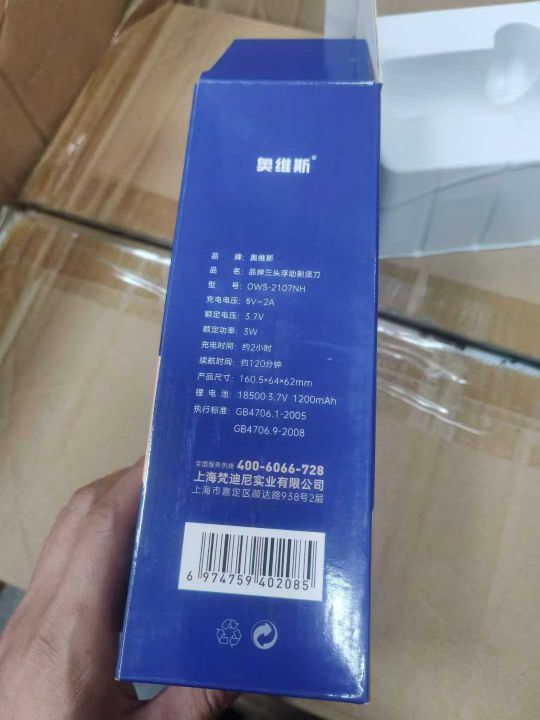 奥维斯®
品 牌: 奥维斯
品 名: 品绅三头浮动剃须刀
型 号: OWS-2107NH
充电电压: 5V⎓2A
额定电压: 3.7V
额定功率: 3W
充电时间: 约2小时
续航时间: 约120分钟
产品尺寸: 160.5×64×62mm
锂 电 池: 18500 3.7V 1200mAh
执行标准: GB4706.1-2005
GB4706.9-2008
全国服务热线 400-6066-728
上海梵迪尼实业有限公司
上海市嘉定区顺达路938号2层
6 974759 402085